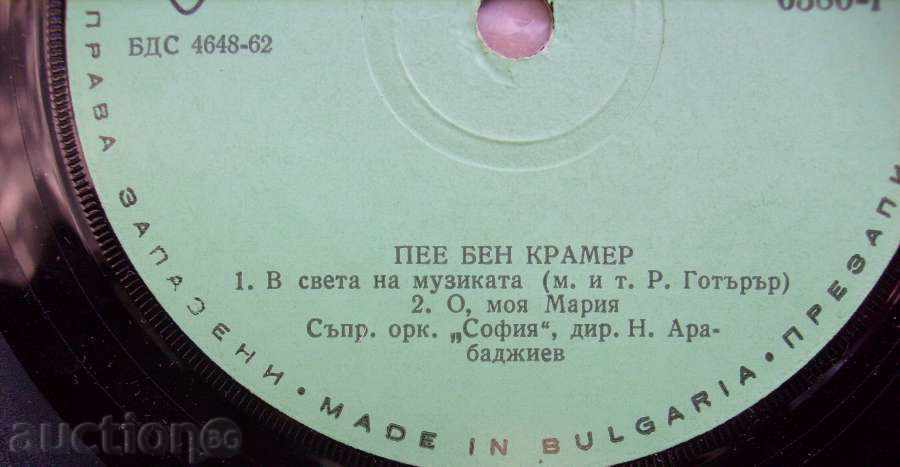 БДС 4648-62
ПЕЕ БЕН КРАМЕР
1. В света на музиката (м. и т. Р. Готърър)
2. О, моя Мария
Съпр. орк. „София“, дир. Н. Ара-
баджиев
ПРАВА ЗАПАЗЕНИ • MADE IN BULGARIA • ПРЕЗАПИ
auction BG